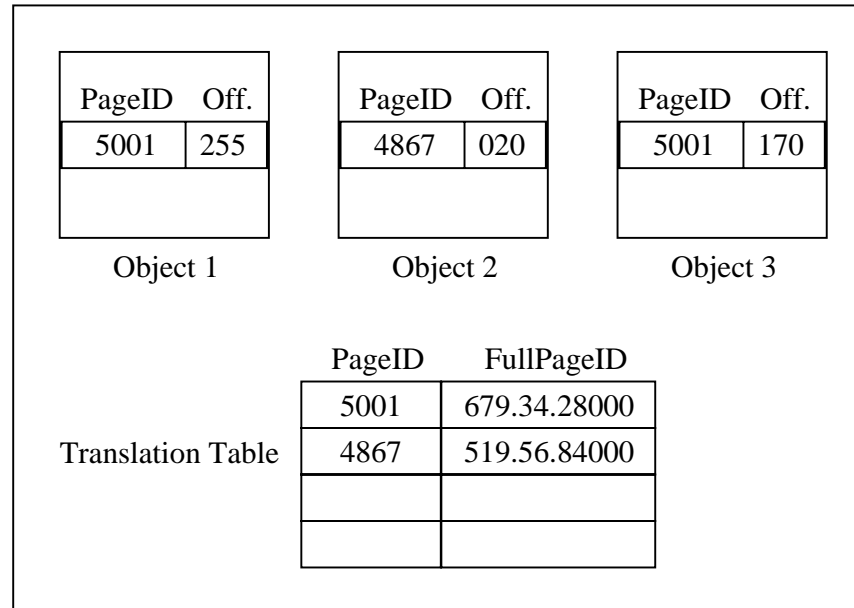 PageID Off. PageID Off. PageID Off.
5001 255 4867 020 5001 170
Object 1 Object 2 Object 3
PageID FullPageID
5001 679.34.28000
Translation Table 4867 519.56.84000